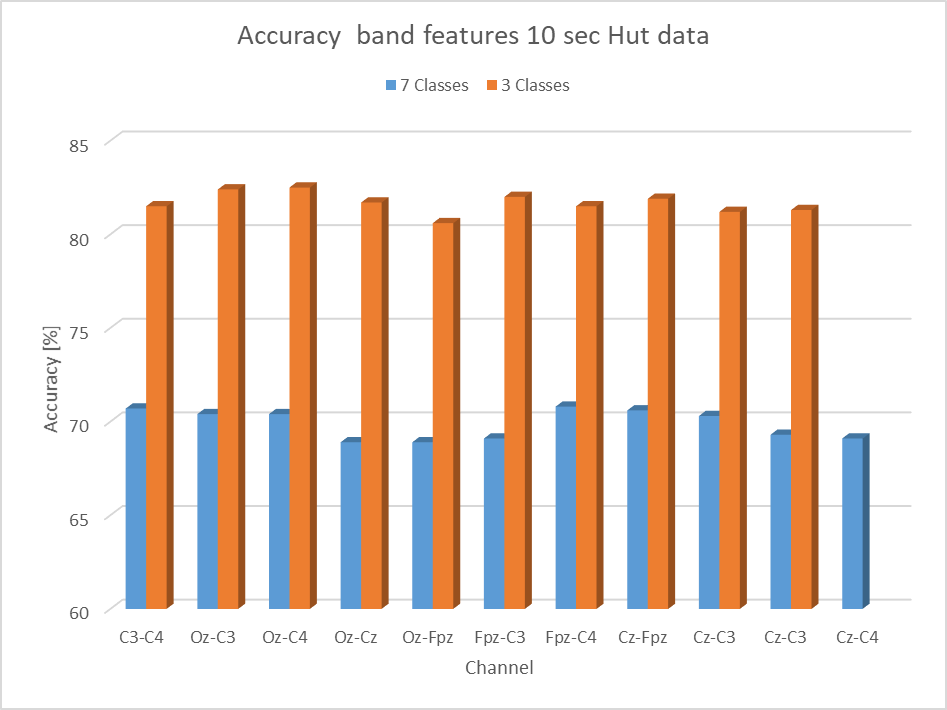 Accuracy  band features 10 sec Hut data
7 Classes 3 Classes
85
80
75
70
65
60
Accuracy [%]
C3-C4 Oz-C3 Oz-C4 Oz-Cz Oz-Fpz Fpz-C3 Fpz-C4 Cz-Fpz Cz-C3 Cz-C3 Cz-C4
Channel